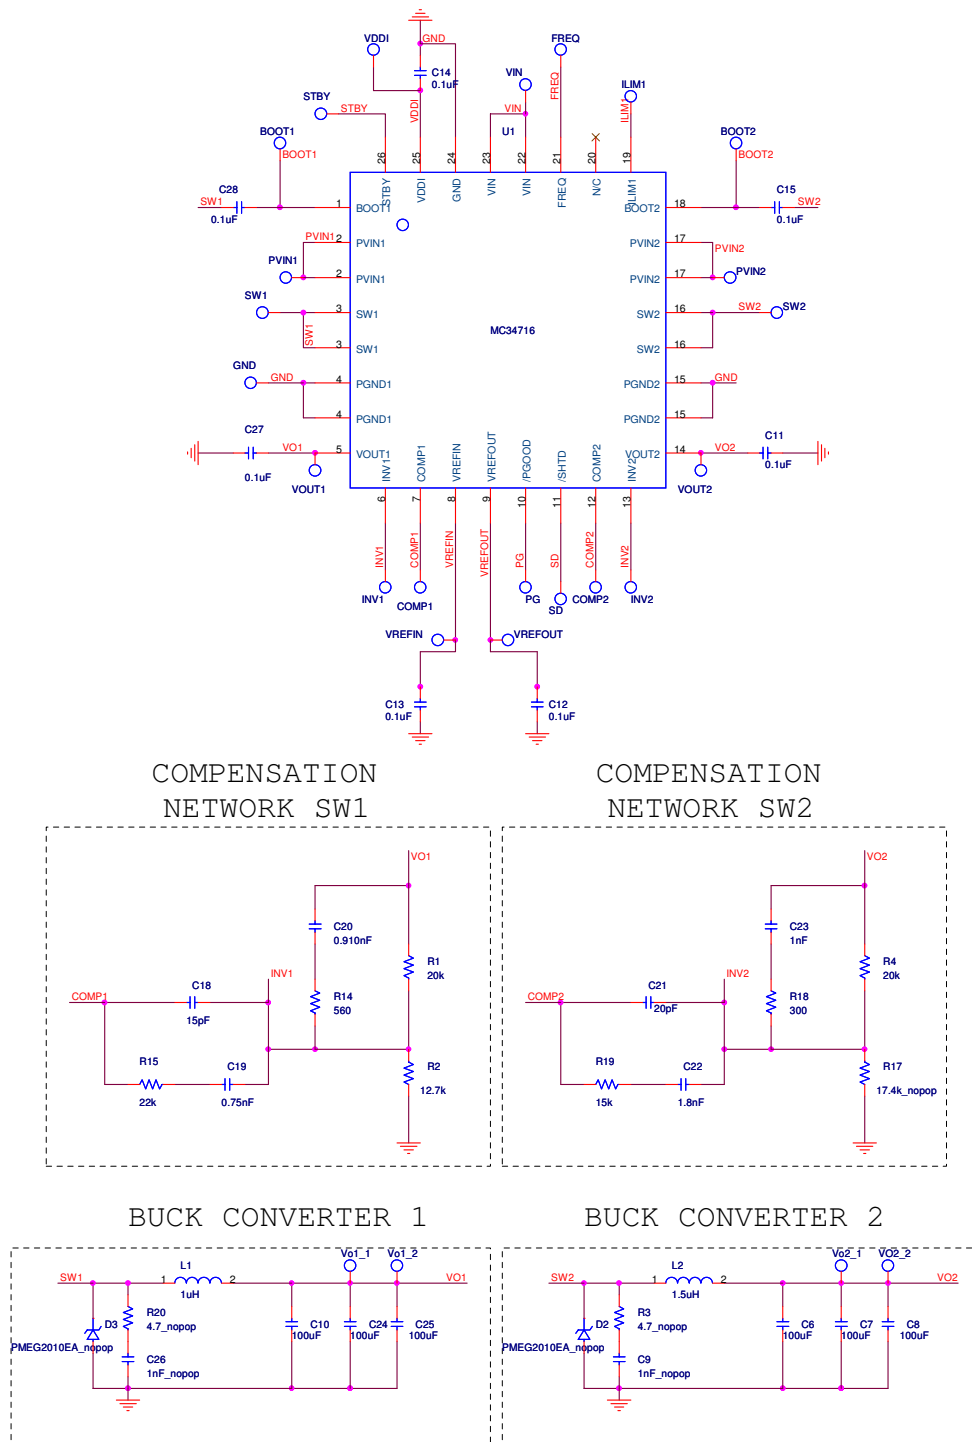 GND
VDDI
FREQ
C14
0.1uF
VIN
ILIM1
STBY
STBY
VDDI
VIN
FREQ
ILIM1
BOOT1
BOOT1
U1
BOOT2
BOOT2
26
25
24
23
22
21
20
19
STBY
VDDI
GND
VIN
VIN
FREQ
N/C
ILIM1
C28
SW1
0.1uF
1
BOOT1
BOOT2
18
C15
SW2
0.1uF
PVIN1
2
PVIN1
PVIN2
17
PVIN2
PVIN1
2
PVIN1
PVIN2
17
PVIN2
SW1
3
SW1
SW2
16
SW2
SW2
SW1
3
SW1
MC34716
SW2
16
GND
GND
4
PGND1
PGND2
15
GND
4
PGND1
PGND2
15
C27
0.1uF
VO1
5
VOUT1
VOUT2
14
VO2
C11
0.1uF
VOUT1
VOUT2
INV1
COMP1
VREFIN
VREFOUT
/PGOOD
/SHTD
COMP2
INV2
6
7
8
9
10
11
12
13
INV1
COMP1
VREFIN
VREFOUT
PG
SD
COMP2
INV2
INV1
COMP1
PG
SD
COMP2
INV2
VREFIN
VREFOUT
C13
0.1uF
C12
0.1uF
COMPENSATION
NETWORK SW1
COMPENSATION
NETWORK SW2
VO1
C20
0.910nF
R1
20k
INV1
COMP1
C18
15pF
R14
560
R15
22k
C19
0.75nF
R2
12.7k
VO2
C23
1nF
R4
20k
INV2
COMP2
C21
20pF
R18
300
R19
15k
C22
1.8nF
R17
17.4k_nopop
BUCK CONVERTER 1
BUCK CONVERTER 2
Vo1_1
Vo1_2
SW1
1
L1
2
1uH
VO1
D3
PMEG2010EA_nopop
R20
4.7_nopop
C26
1nF_nopop
C10
100uF
C24
100uF
C25
100uF
Vo2_1
VO2_2
SW2
1
L2
2
1.5uH
VO2
D2
PMEG2010EA_nopop
R3
4.7_nopop
C9
1nF_nopop
C6
100uF
C7
100uF
C8
100uF